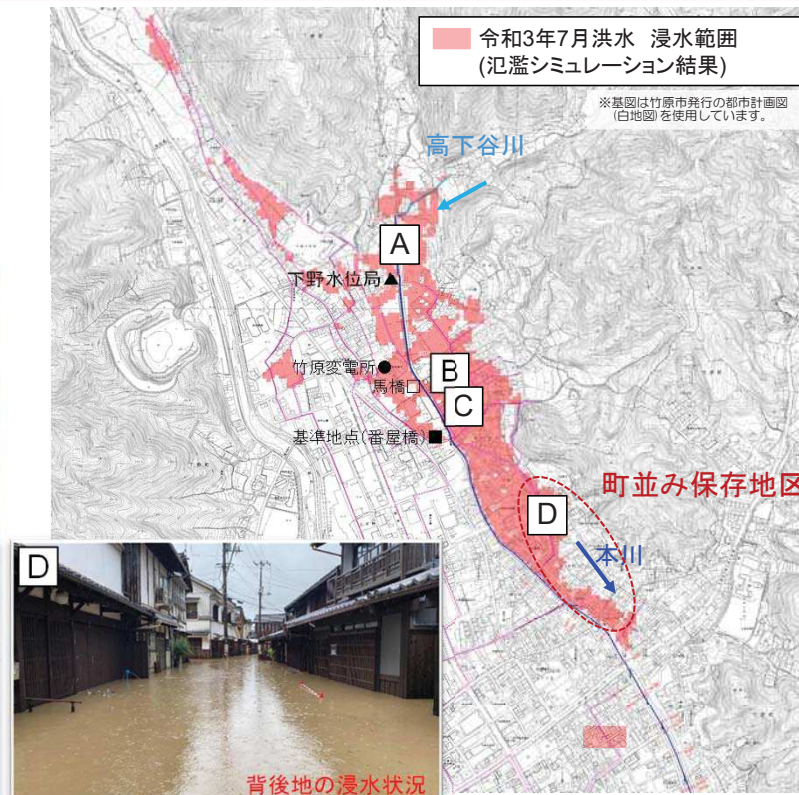 令和3年7月洪水 浸水範囲
(氾濫シミュレーション結果)
※基図は竹原市発行の都市計画図
(白地図)を使用しています。
高下谷川
A
下野水位局▲
竹原変電所●
B
馬橋□
C
基準地点(番屋橋)■
町並み保存地区
D
本川
D
背後地の浸水状況